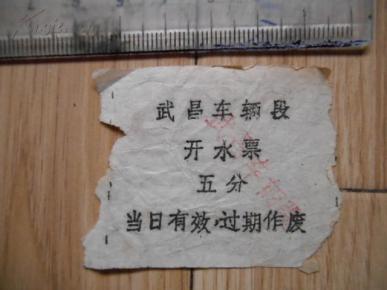 武昌车辆段
开水票
五分
当日有效·过期作废